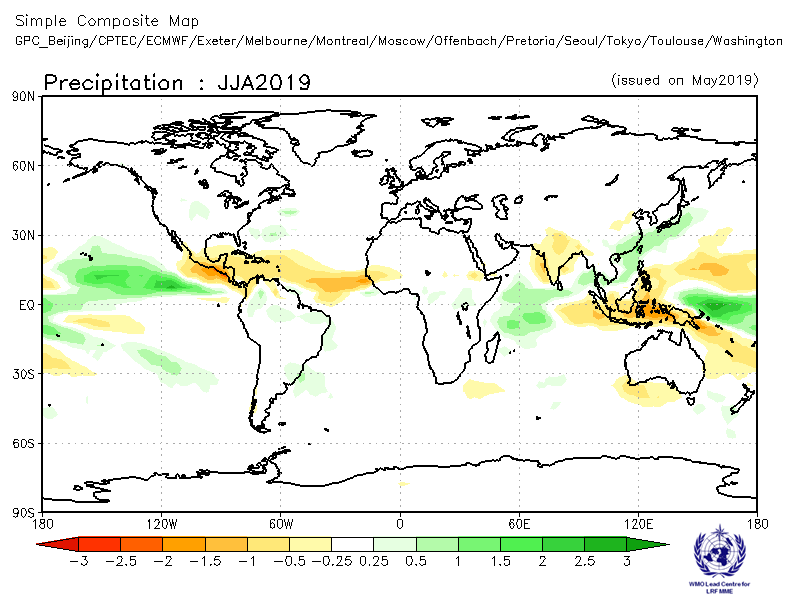 Simple Composite Map
GPC_Beijing/CPTEC/ECMWF/Exeter/Melbourne/Montreal/Moscow/Offenbach/Pretoria/Seoul/Tokyo/Toulouse/Washington
Precipitation : JJA2019
(issued on May2019)
90N
60N
30N
EQ
30S
60S
90S
180 120W 60W 0 60E 120E 180
-3 -2.5 -2 -1.5 -1 -0.5 -0.25 0.25 0.5 1 1.5 2 2.5 3
WMO Lead Centre for
LRF MME